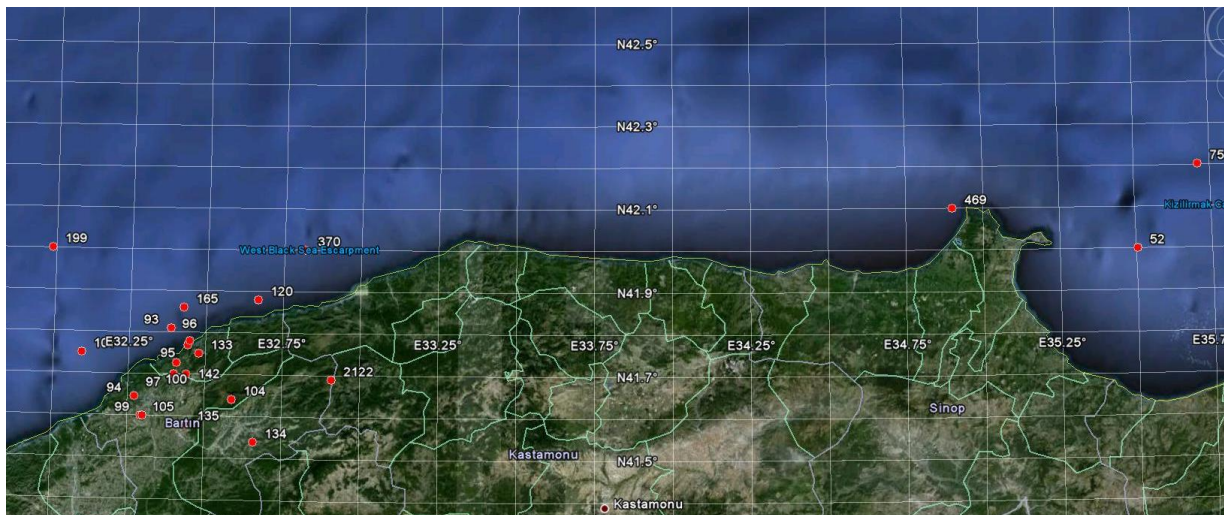 N42.5°
N42.3°
75
469
N42.1°
Kizilirmak
199
370
West Black Sea Escarpment
52
120
N41.9°
165
93
96
E32.25°
133
E32.75°
E33.25°
E33.75°
E34.25°
E34.75°
E35.25°
95
97
100
142
2122
N41.7°
94
104
99
105
135
Bartın
Sinop
134
Kastamonu
N41.5°
Kastamonu